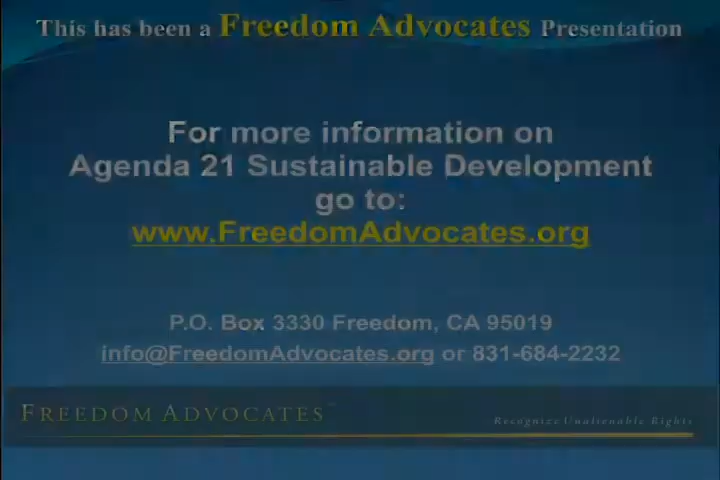 This has been a Freedom Advocates Presentation
For more information on
Agenda 21 Sustainable Development
go to:
www.FreedomAdvocates.org
P.O. Box 3330 Freedom, CA 95019
info@FreedomAdvocates.org or 831-684-2232
FREEDOM ADVOCATES™
Recognize Unalienable Rights